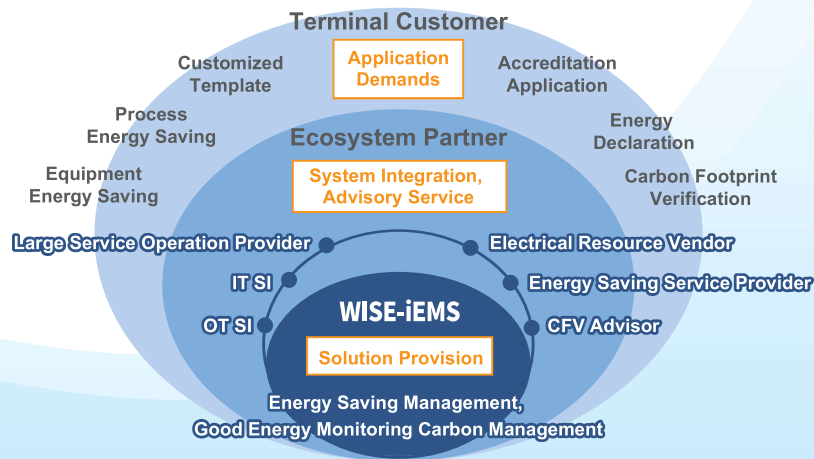 Terminal Customer
Application
Demands
Customized
Template
Accreditation
Application
Process
Energy Saving
Energy
Declaration
Equipment
Energy Saving
Carbon Footprint
Verification
Ecosystem Partner
System Integration,
Advisory Service
Large Service Operation Provider
Electrical Resource Vendor
IT SI
Energy Saving Service Provider
OT SI
CFV Advisor
WISE-iEMS
Solution Provision
Energy Saving Management,
Good Energy Monitoring Carbon Management